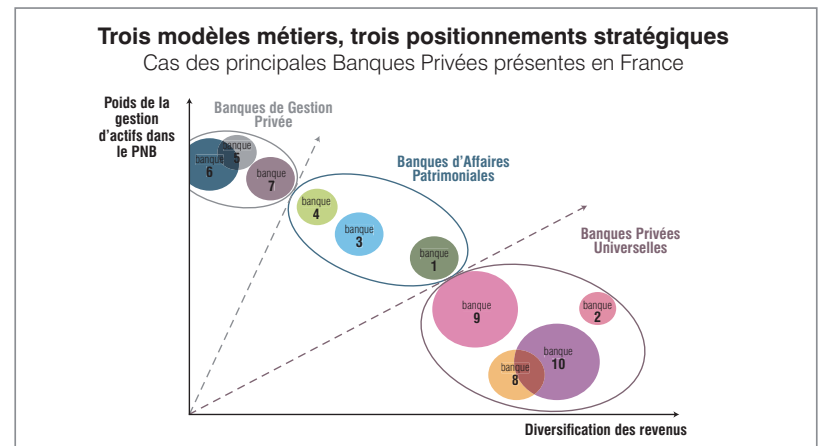 Trois modèles métiers, trois positionnements stratégiques
Cas des principales Banques Privées présentes en France
Poids de la
gestion
d'actifs dans
le PNB
Banques de Gestion
Privée
banque
6
banque
5
banque
7
Banques d'Affaires
Patrimoniales
banque
4
banque
3
banque
1
Banques Privées
Universelles
banque
9
banque
2
banque
10
banque
8
Diversification des revenus